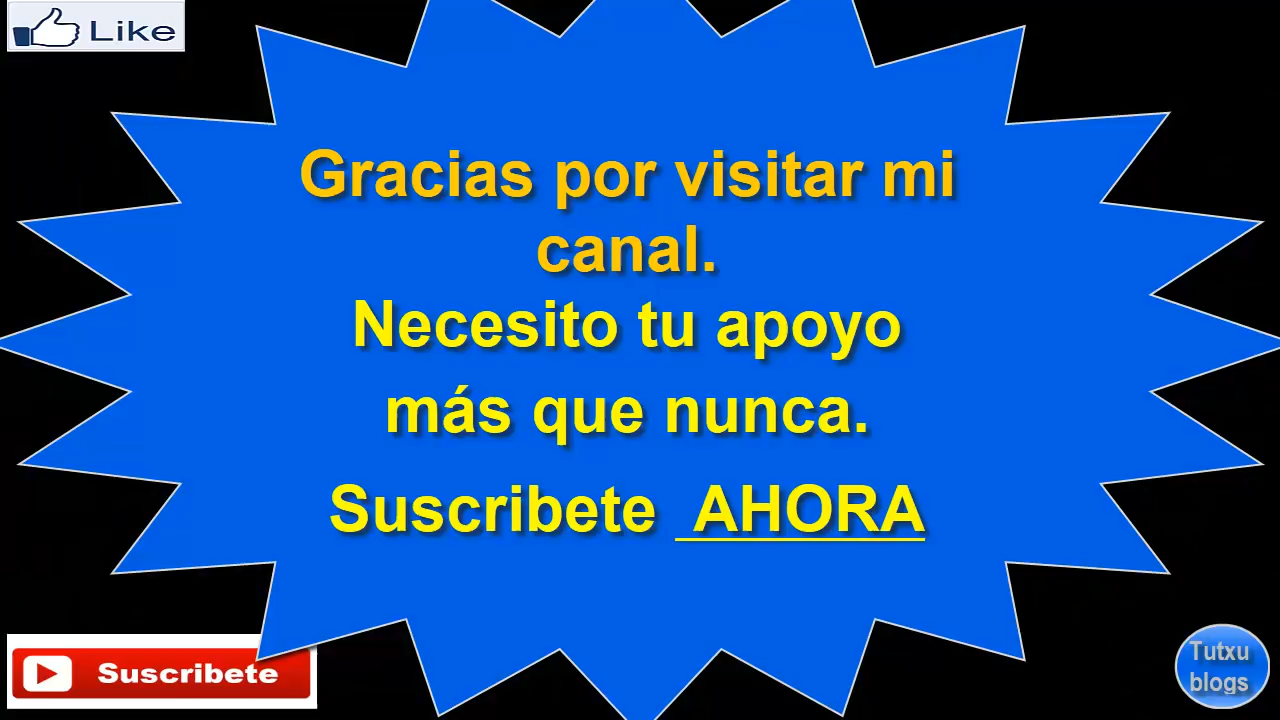 Like
Gracias por visitar mi
canal.
Necesito tu apoyo
más que nunca.
Suscribete AHORA
Suscribete
Tutxu
blogs